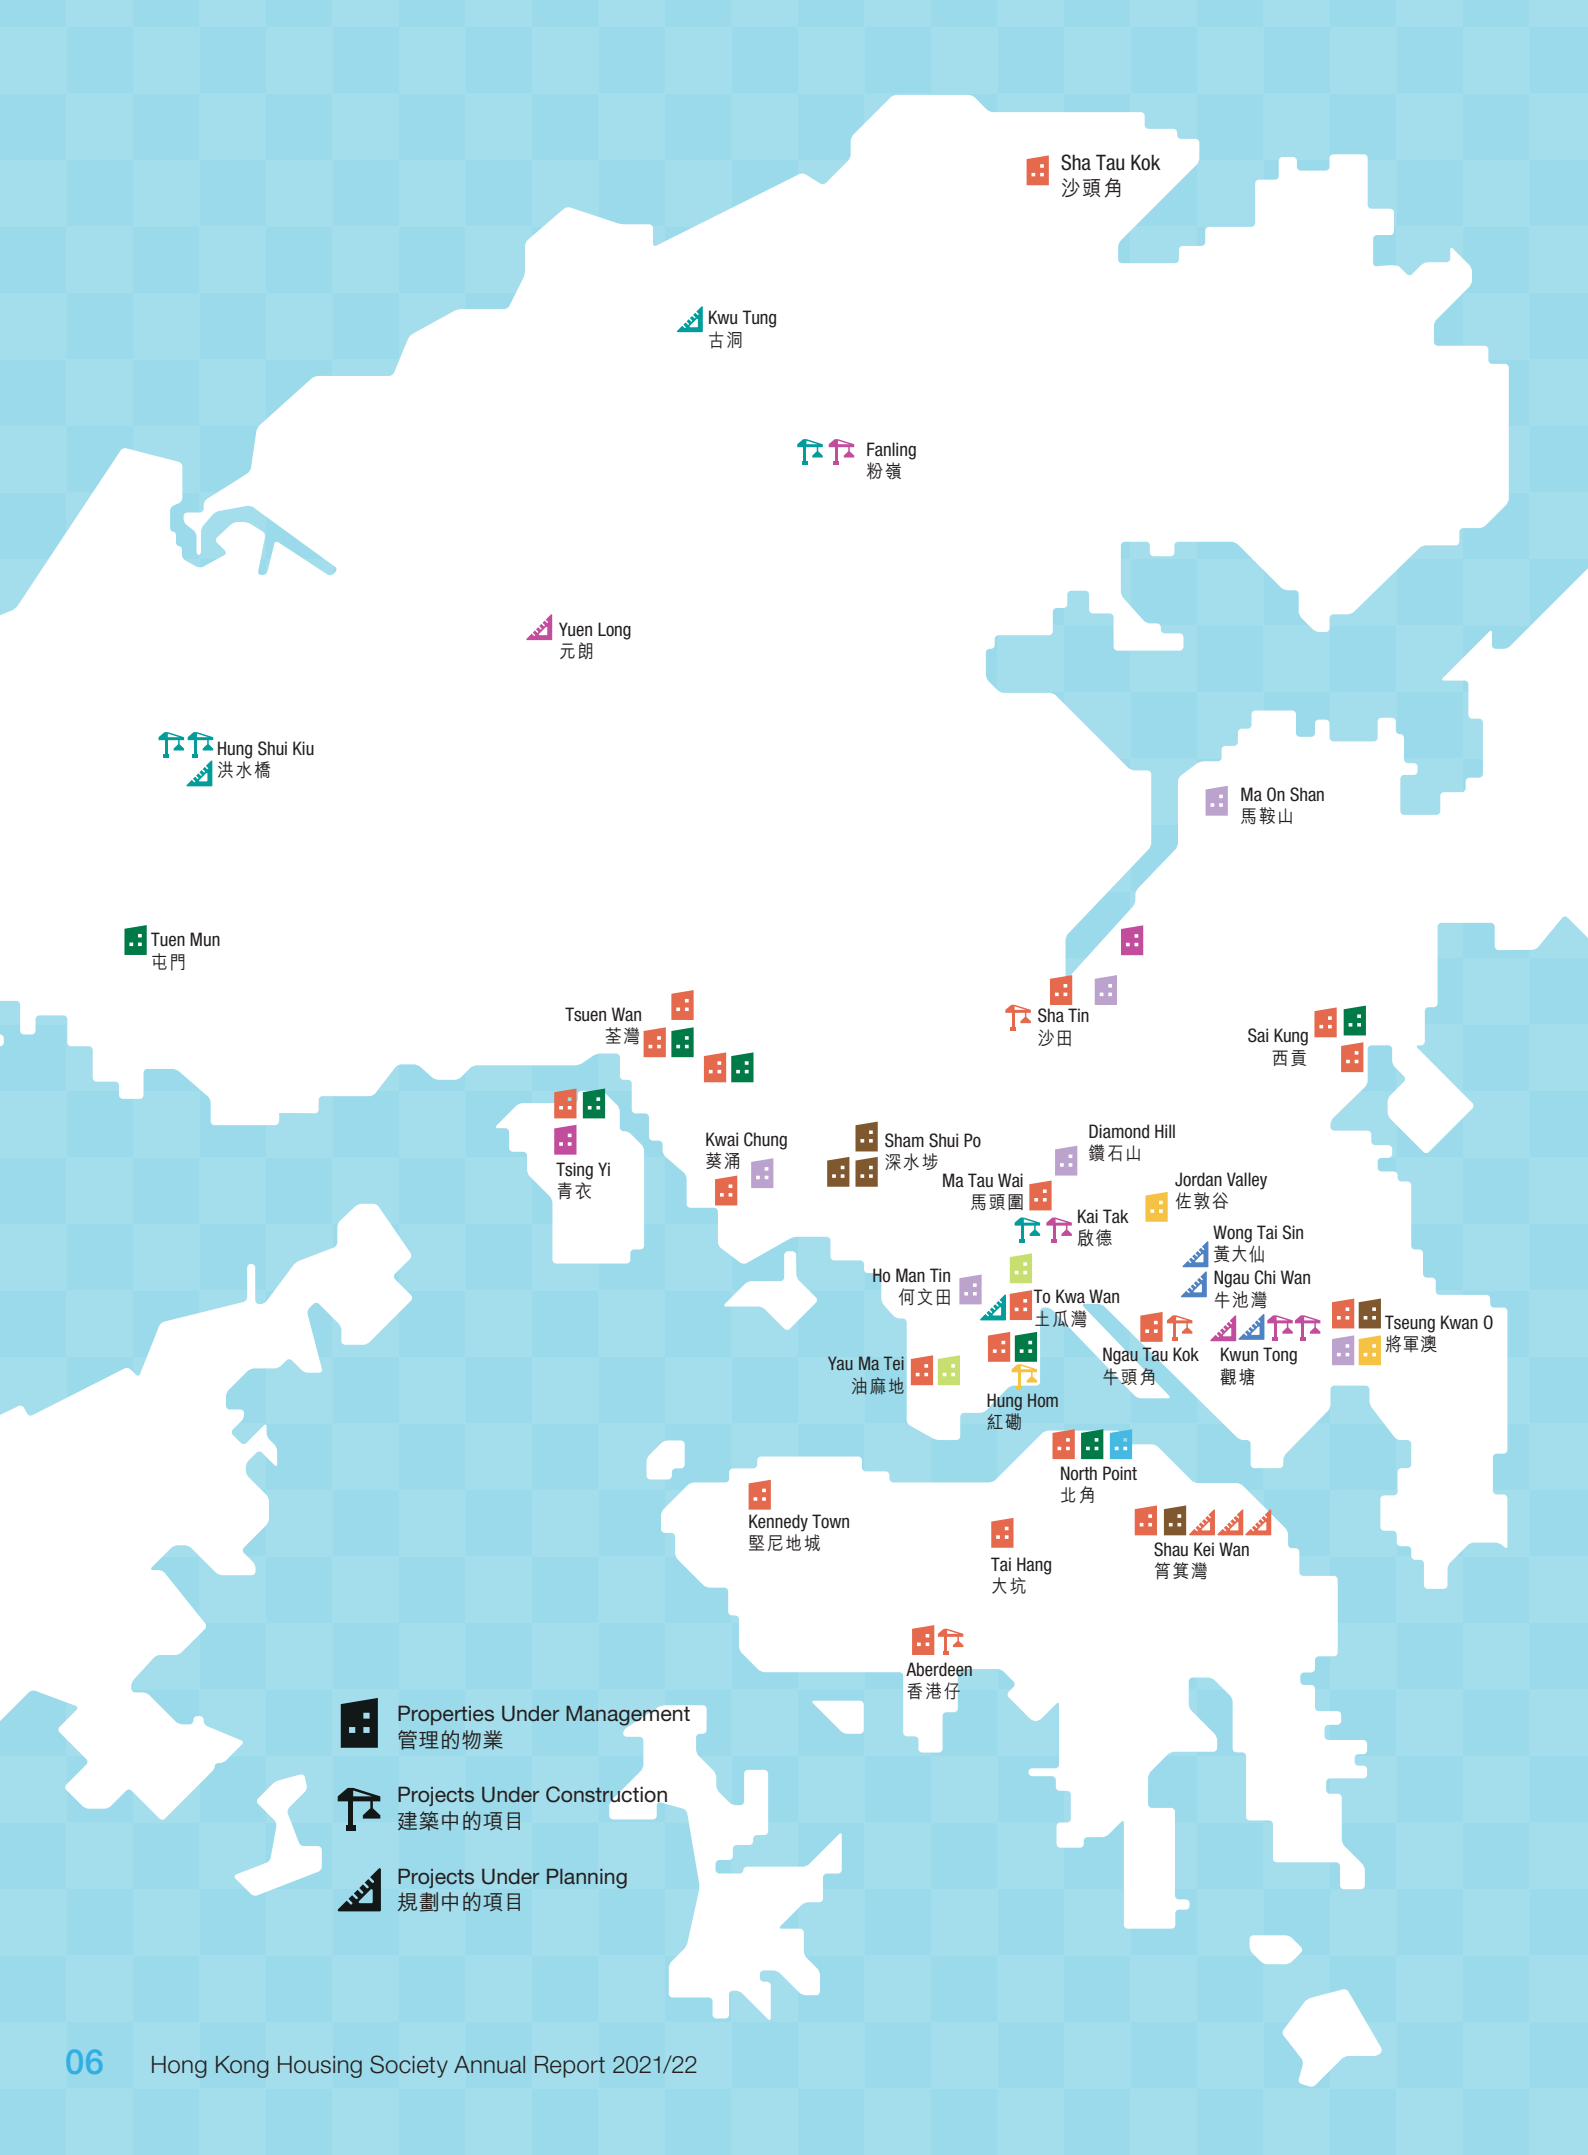 Sha Tau Kok
沙頭角
Kwu Tung
古洞
Fanling
粉嶺
Yuen Long
元朗
Hung Shui Kiu
洪水橋
Ma On Shan
馬鞍山
Tuen Mun
屯門
Tsuen Wan
荃灣
Sha Tin
沙田
Sai Kung
西貢
Tsing Yi
青衣
Kwai Chung
葵涌
Sham Shui Po
深水埗
Diamond Hill
鑽石山
Ma Tau Wai
馬頭圍
Jordan Valley
佐敦谷
Kai Tak
啟德
Wong Tai Sin
黃大仙
Ho Man Tin
何文田
Ngau Chi Wan
牛池灣
To Kwa Wan
土瓜灣
Tseung Kwan O
將軍澳
Yau Ma Tei
油麻地
Ngau Tau Kok
牛頭角
Kwun Tong
觀塘
Hung Hom
紅磡
North Point
北角
Kennedy Town
堅尼地城
Tai Hang
大坑
Shau Kei Wan
筲箕灣
Aberdeen
香港仔
Properties Under Management
管理的物業
Projects Under Construction
建築中的項目
Projects Under Planning
規劃中的項目
06 Hong Kong Housing Society Annual Report 2021/22